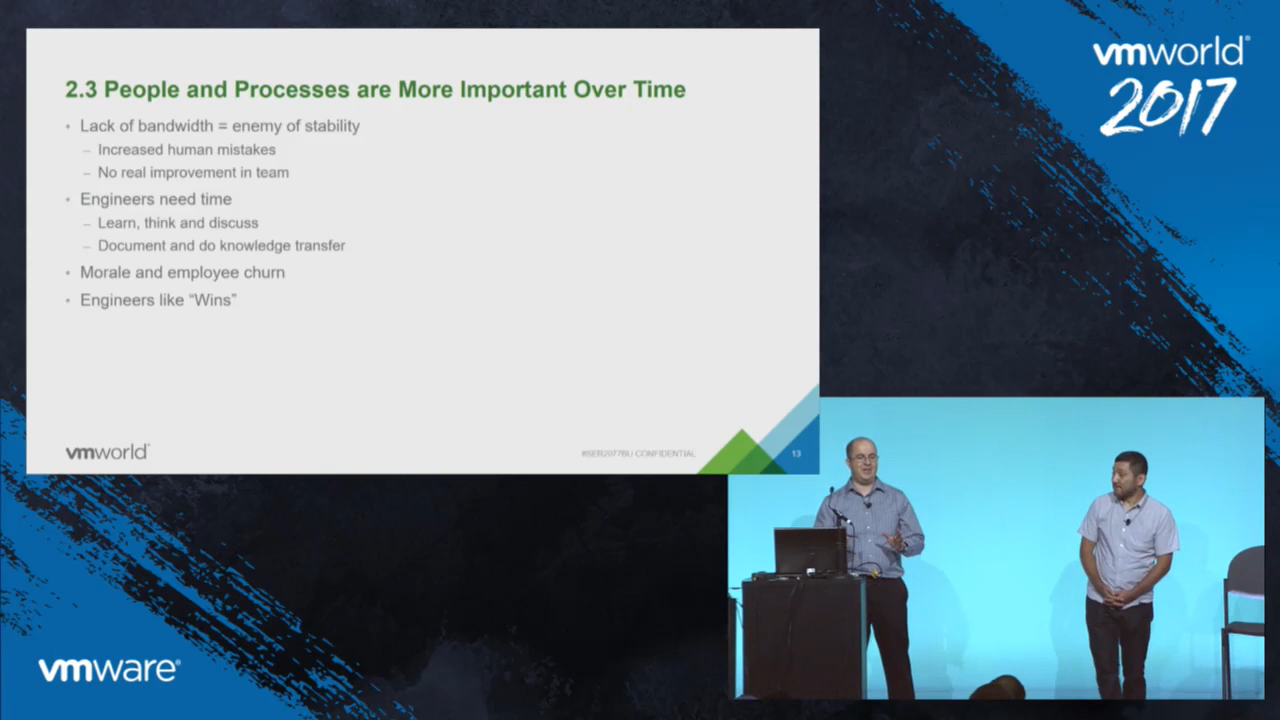 2.3 People and Processes are More Important Over Time
• Lack of bandwidth = enemy of stability
– Increased human mistakes
– No real improvement in team
• Engineers need time
– Learn, think and discuss
– Document and do knowledge transfer
• Morale and employee churn
• Engineers like “Wins”
vmworld®
#SER2077BU CONFIDENTIAL
13
vmworld®
2017
vmware®